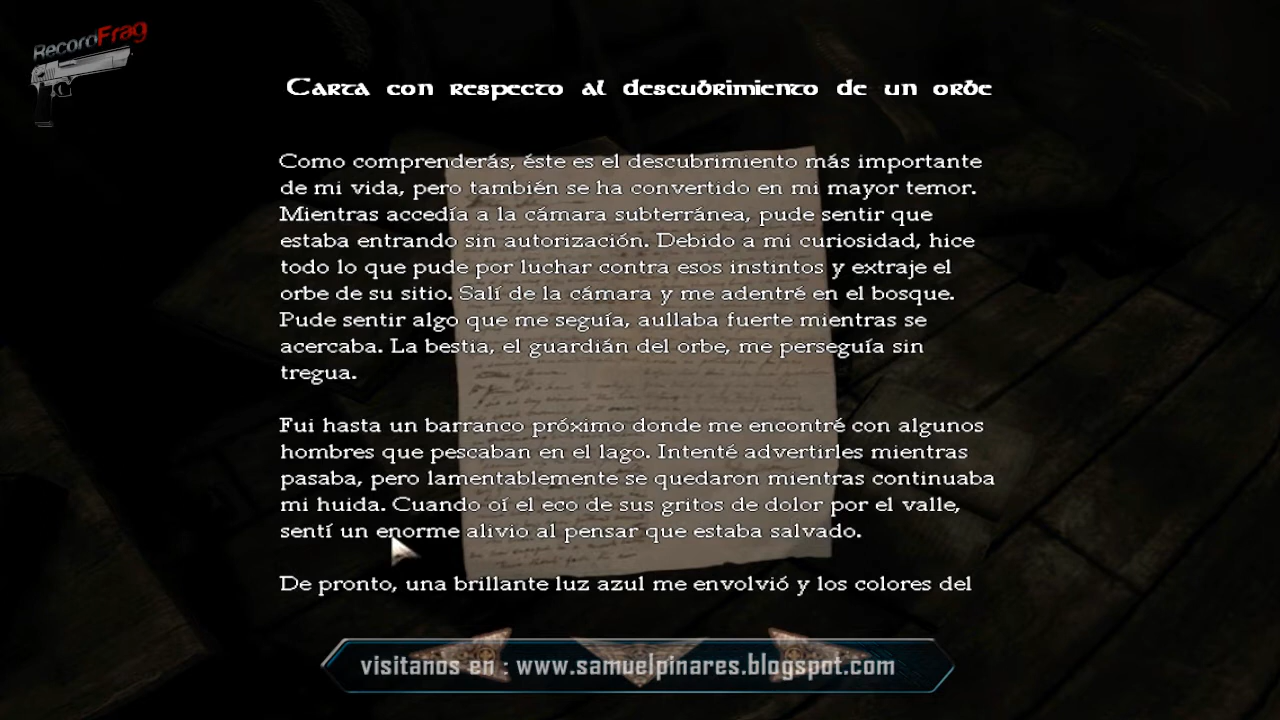 RecordFrag
Carta con respecto al descubrimiento de un orbe
Como comprenderás, éste es el descubrimiento más importante
de mi vida, pero también se ha convertido en mi mayor temor.
Mientras accedía a la cámara subterránea, pude sentir que
estaba entrando sin autorización. Debido a mi curiosidad, hice
todo lo que pude por luchar contra esos instintos y extraje el
orbe de su sitio. Salí de la cámara y me adentré en el bosque.
Pude sentir algo que me seguía, aullaba fuerte mientras se
acercaba. La bestia, el guardián del orbe, me perseguía sin
tregua.
Fui hasta un barranco próximo donde me encontré con algunos
hombres que pescaban en el lago. Intenté advertirles mientras
pasaba, pero lamentablemente se quedaron mientras continuaba
mi huida. Cuando oí el eco de sus gritos de dolor por el valle,
sentí un enorme alivio al pensar que estaba salvado.
De pronto, una brillante luz azul me envolvió y los colores del
visitanos en : www.samuelpinares.blogspot.com